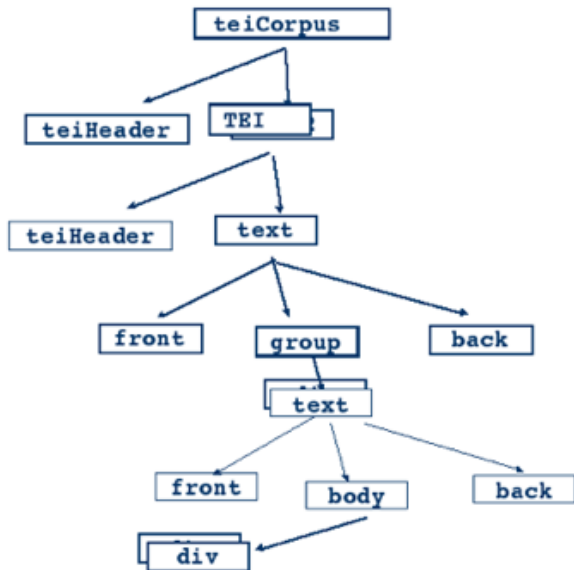 teiCorpus
teiHeader
TEI
teiHeader
text
front
group
back
text
front
body
back
div